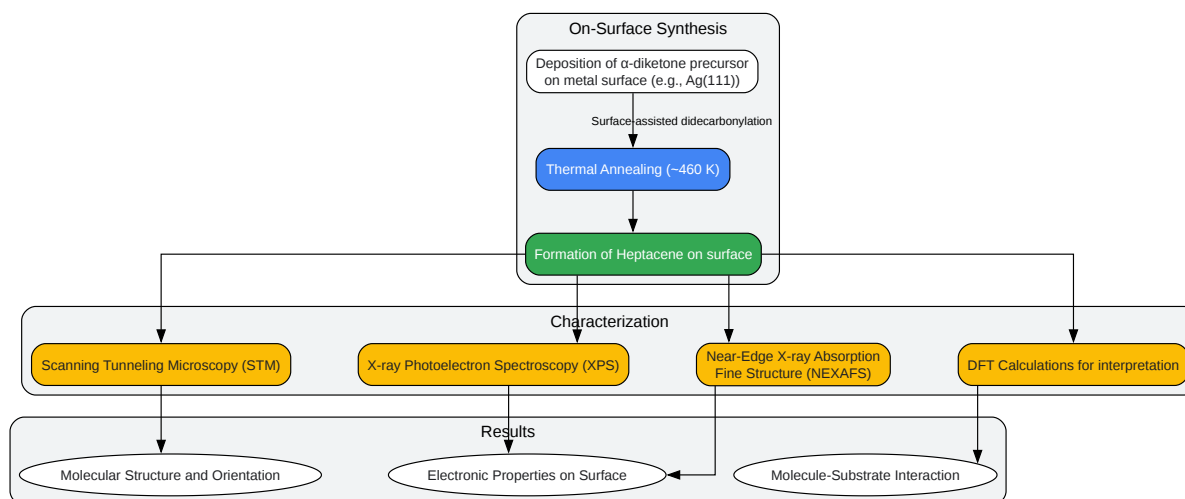 On-Surface Synthesis
Deposition of α-diketone precursor
on metal surface (e.g., Ag(111))
Surface-assisted didecarbonylation
Thermal Annealing (~460 K)
Formation of Heptacene on surface
Characterization
Scanning Tunneling Microscopy (STM)
X-ray Photoelectron Spectroscopy (XPS)
Near-Edge X-ray Absorption
Fine Structure (NEXAFS)
DFT Calculations for interpretation
Results
Molecular Structure and Orientation
Electronic Properties on Surface
Molecule-Substrate Interaction